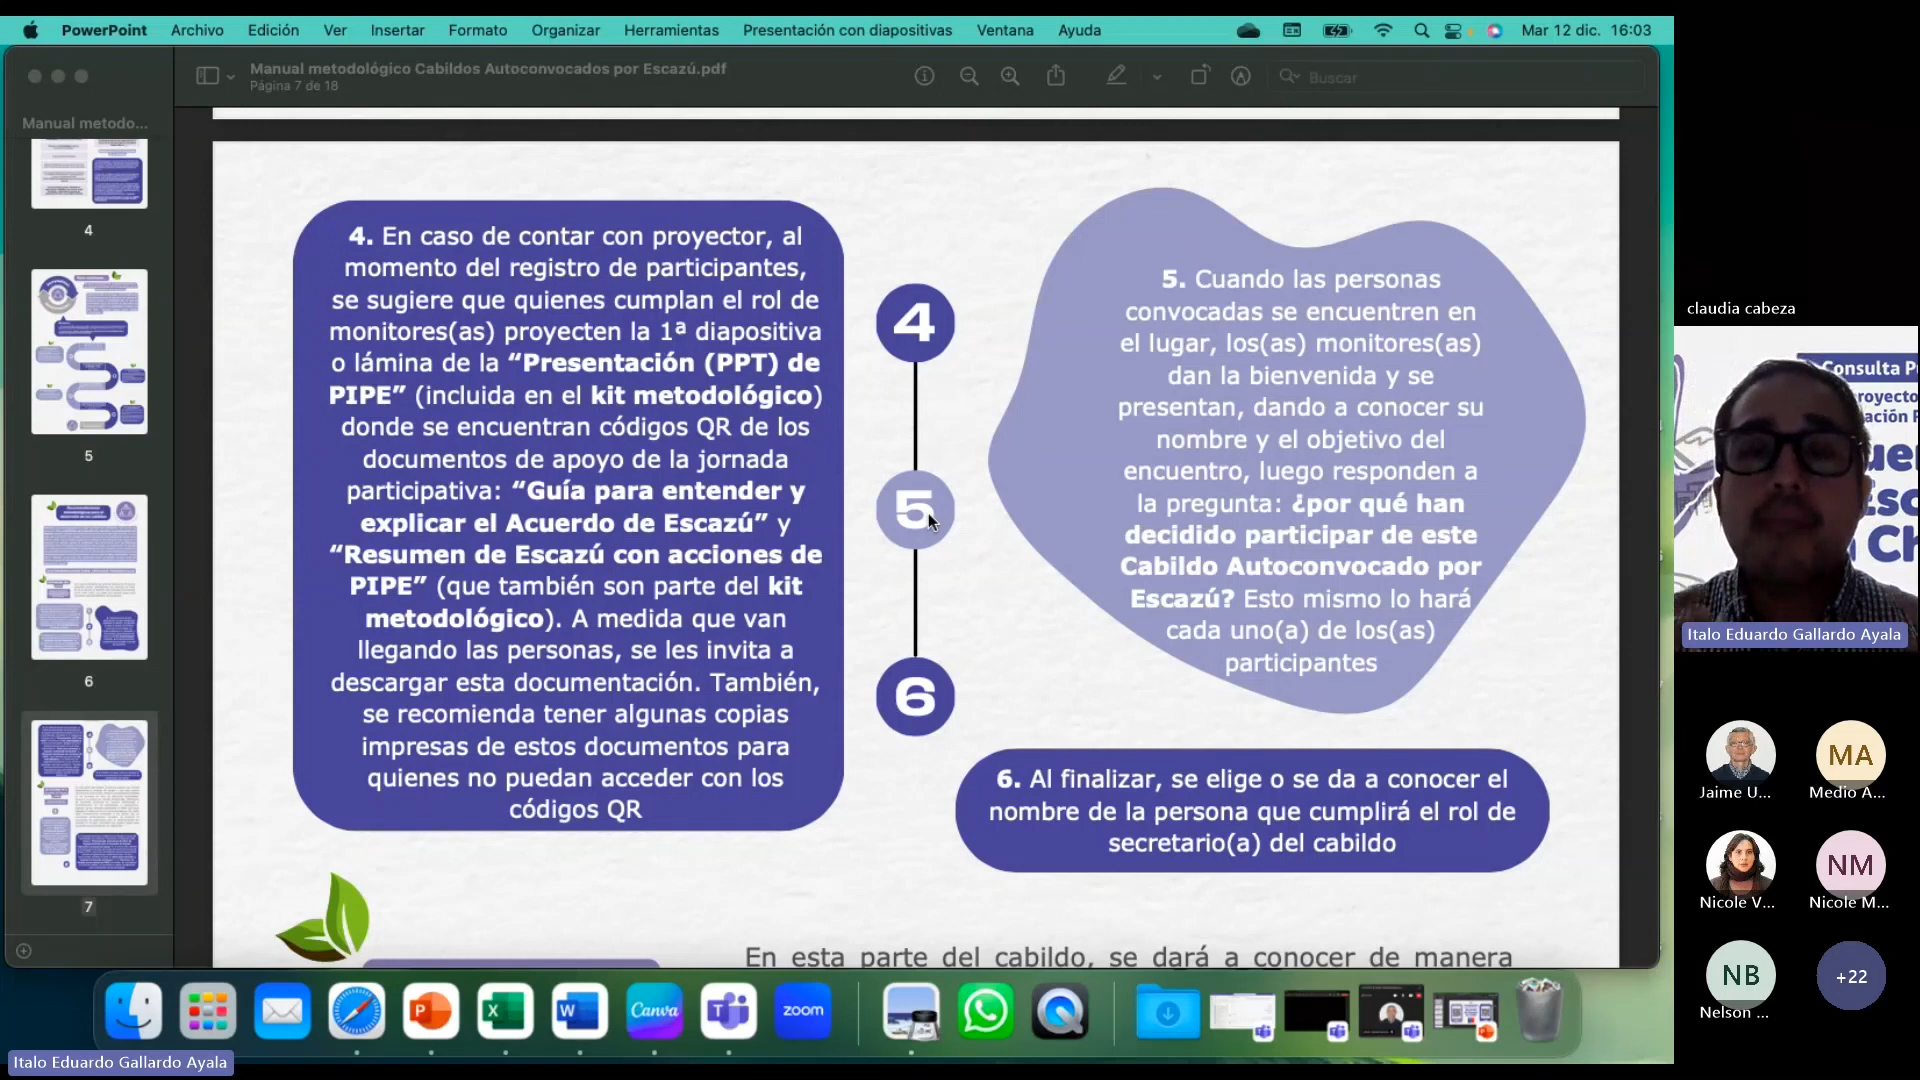 PowerPoint Archivo Edición Ver Insertar Formato Organizar Herramientas Presentación con diapositivas Ventana Ayuda Mar 12 dic. 16:03
Manual metodológico Cabildos Autoconvocados por Escazú.pdf
Página 7 de 18
Buscar
Manual metodo...
4
5
6
7
4. En caso de contar con proyector, al
momento del registro de participantes,
se sugiere que quienes cumplan el rol de
monitores(as) proyecten la 1ª diapositiva
o lámina de la “Presentación (PPT) de
PIPE” (incluida en el kit metodológico)
donde se encuentran códigos QR de los
documentos de apoyo de la jornada
participativa: “Guía para entender y
explicar el Acuerdo de Escazú” y
“Resumen de Escazú con acciones de
PIPE” (que también son parte del kit
metodológico). A medida que van
llegando las personas, se les invita a
descargar esta documentación. También,
se recomienda tener algunas copias
impresas de estos documentos para
quienes no puedan acceder con los
códigos QR
4
5
6
5. Cuando las personas
convocadas se encuentren en
el lugar, los(as) monitores(as)
dan la bienvenida y se
presentan, dando a conocer su
nombre y el objetivo del
encuentro, luego responden a
la pregunta: ¿por qué han
decidido participar de este
Cabildo Autoconvocado por
Escazú? Esto mismo lo hará
cada uno(a) de los(as)
participantes
6. Al finalizar, se elige o se da a conocer el
nombre de la persona que cumplirá el rol de
secretario(a) del cabildo
En esta parte del cabildo, se dará a conocer de manera
Canva
zoom
Italo Eduardo Gallardo Ayala
claudia cabeza
Consulta P
royecto
ación P
Ch
Italo Eduardo Gallardo Ayala
Jaime U...
MA
Medio A...
Nicole V...
NM
Nicole M...
NB
Nelson ...
+22